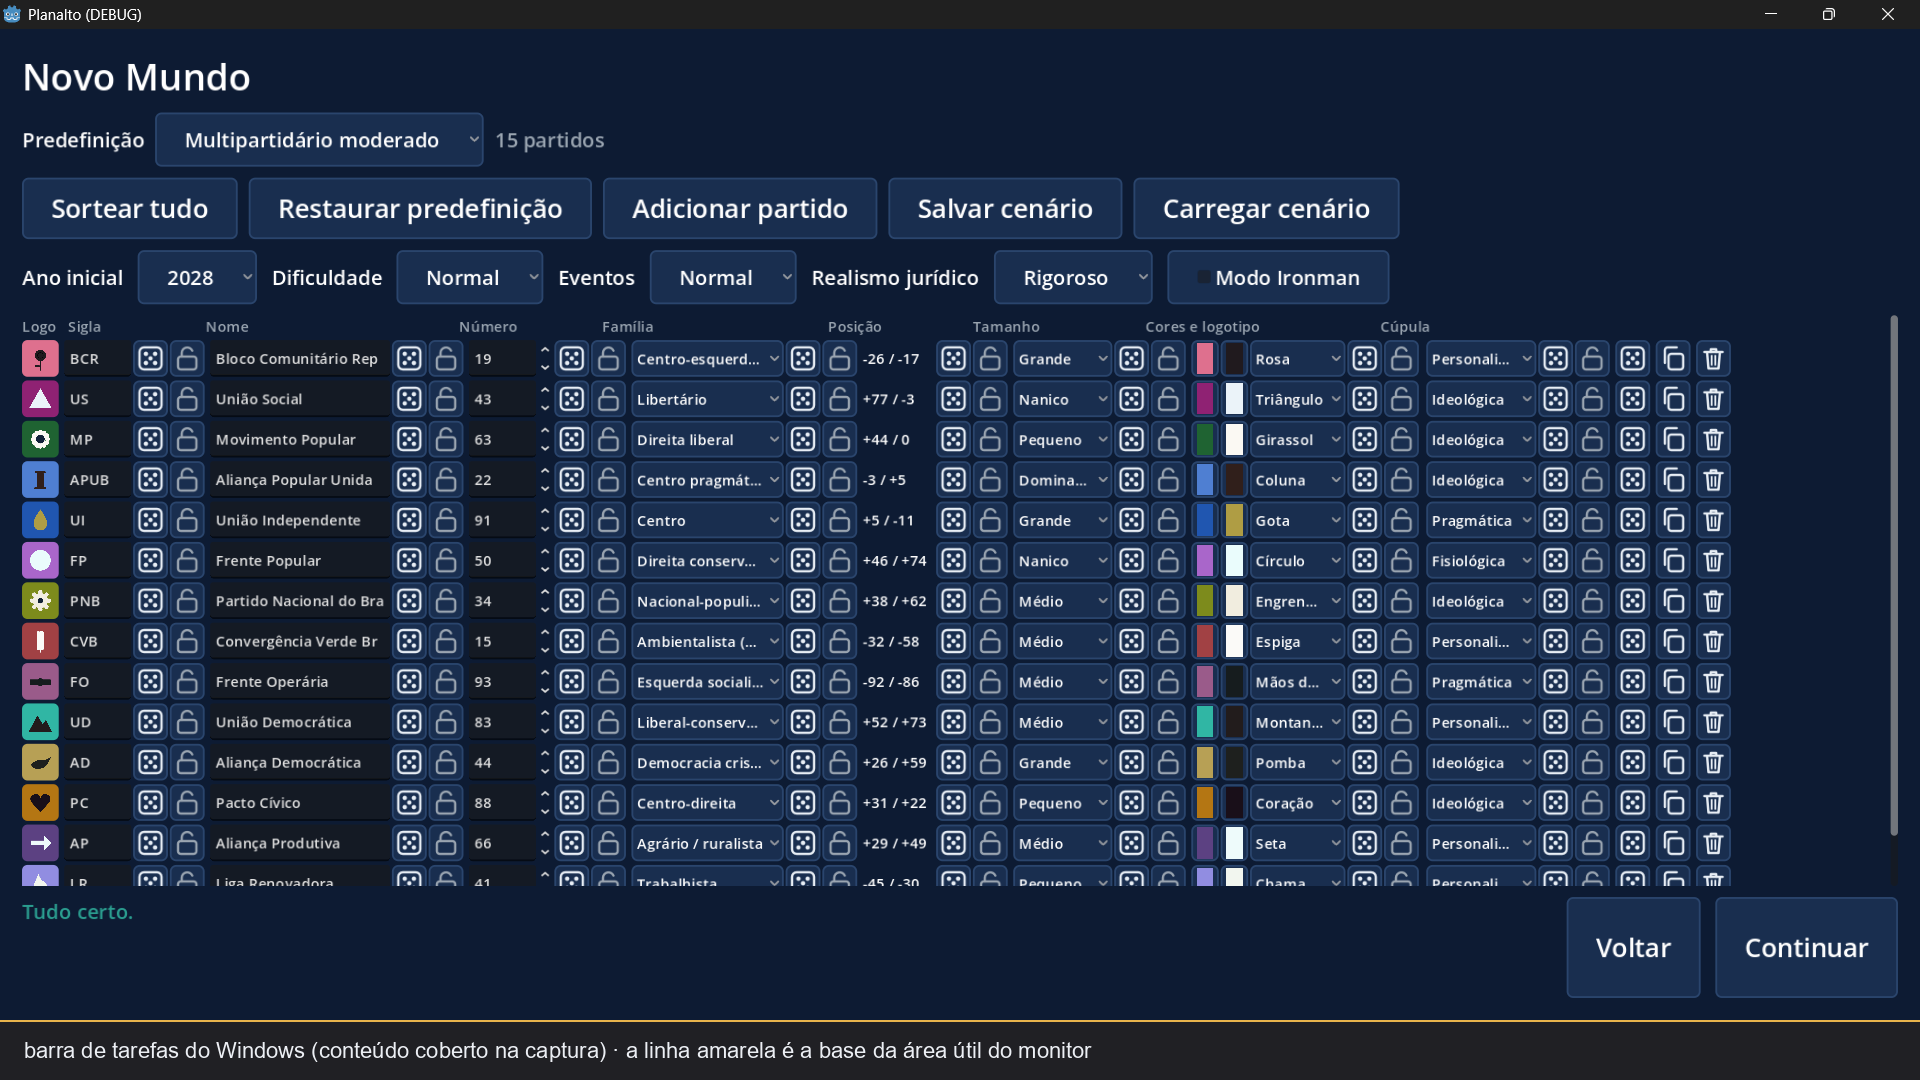 Planalto (DEBUG)
Novo Mundo
Predefinição Multipartidário moderado 15 partidos
Sortear tudo Restaurar predefinição Adicionar partido Salvar cenário Carregar cenário
Ano inicial 2028 Dificuldade Normal Eventos Normal Realismo jurídico Rigoroso Modo Ironman
Logo Sigla Nome Número Família Posição Tamanho Cores e logotipo Cúpula
BCR Bloco Comunitário Rep 19 Centro-esquerd... -26 / -17 Grande Rosa Personali...
US União Social 43 Libertário +77 / -3 Nanico Triângulo Ideológica
MP Movimento Popular 63 Direita liberal +44 / 0 Pequeno Girassol Ideológica
APUB Aliança Popular Unida 22 Centro pragmát... -3 / +5 Domina... Coluna Ideológica
UI União Independente 91 Centro +5 / -11 Grande Gota Pragmática
FP Frente Popular 50 Direita conserv... +46 / +74 Nanico Círculo Fisiológica
PNB Partido Nacional do Bra 34 Nacional-populi... +38 / +62 Médio Engren... Ideológica
CVB Convergência Verde Br 15 Ambientalista (... -32 / -58 Médio Espiga Personali...
FO Frente Operária 93 Esquerda sociali... -92 / -86 Médio Mãos d... Pragmática
UD União Democrática 83 Liberal-conserv... +52 / +73 Médio Montan... Personali...
AD Aliança Democrática 44 Democracia cris... +26 / +59 Grande Pomba Ideológica
PC Pacto Cívico 88 Centro-direita +31 / +22 Pequeno Coração Ideológica
AP Aliança Produtiva 66 Agrário / ruralista +29 / +49 Médio Seta Personali...
LR Liga Renovadora 41 Trabalhista -45 / -30 Pequeno Chama Personali...
Tudo certo.
Voltar Continuar
barra de tarefas do Windows (conteúdo coberto na captura) · a linha amarela é a base da área útil do monitor